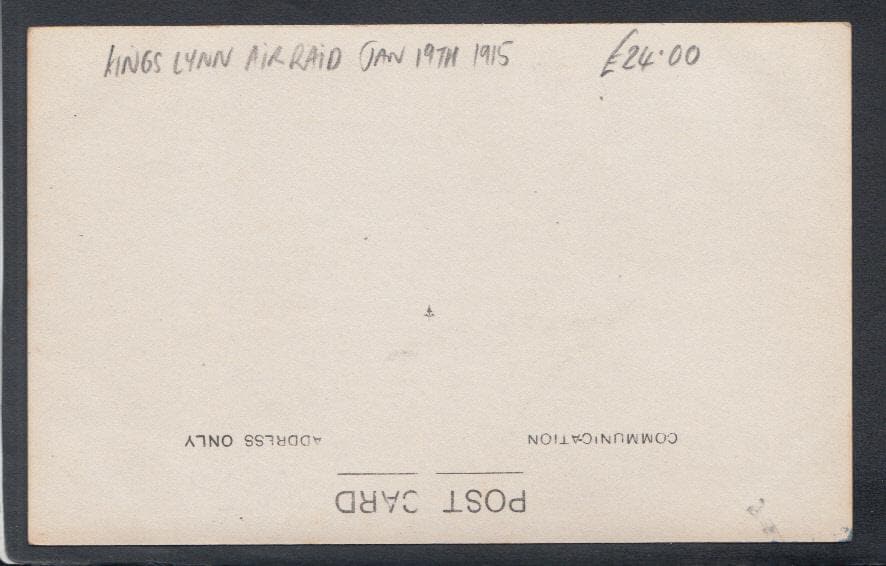 KINGS LYNN AIR RAID JAN 19TH 1915 £24.00
POST CARD
COMMUNICATION ADDRESS ONLY